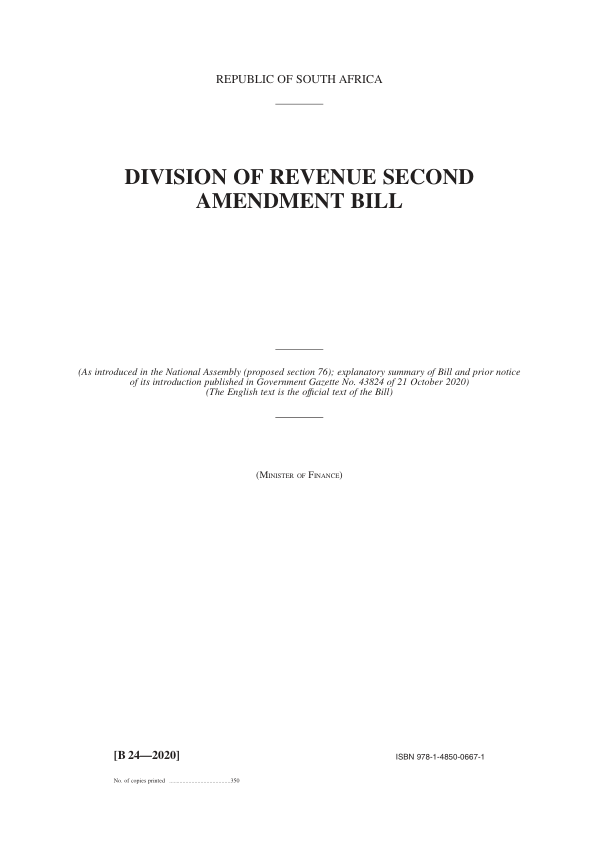 REPUBLIC OF SOUTH AFRICA
DIVISION OF REVENUE SECOND
AMENDMENT BILL
(As introduced in the National Assembly (proposed section 76); explanatory summary of Bill and prior notice
of its introduction published in Government Gazette No. 43824 of 21 October 2020)
(The English text is the official text of the Bill)
(Minister of Finance)
[B 24—2020]
ISBN 978-1-4850-0667-1
No. of copies printed .......................................350